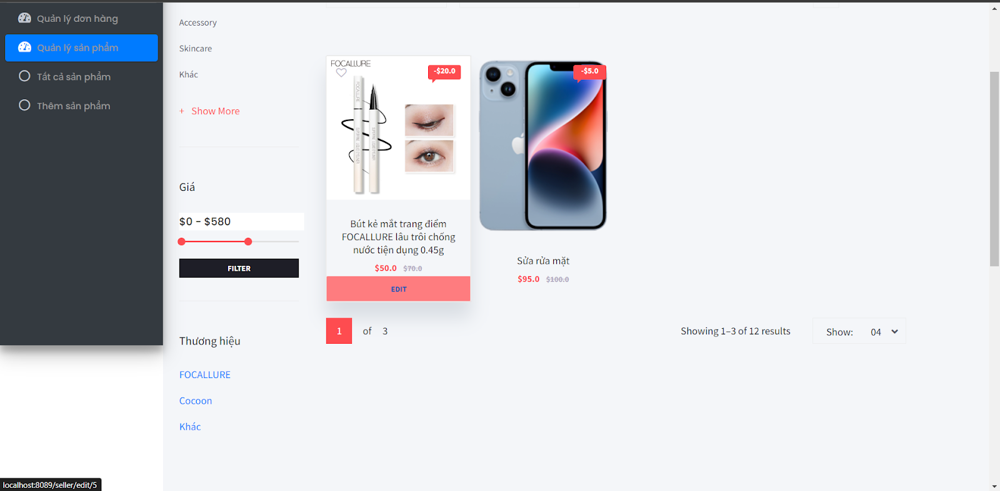 Quản lý đơn hàng
Quản lý sản phẩm
Tất cả sản phẩm
Thêm sản phẩm
Accessory
Skincare
Khác
+ Show More
Giá
$0 - $580
FILTER
Thương hiệu
FOCALLURE
Cocoon
Khác
FOCALLURE
-$20.0
Bút kẻ mắt trang điểm
FOCALLURE lâu trôi chống
nước tiện dụng 0.45g
$50.0 $70.0
EDIT
-$5.0
Sửa rửa mặt
$95.0 $100.0
1 of 3
Showing 1–3 of 12 results
Show: 04
localhost:8089/seller/edit/5